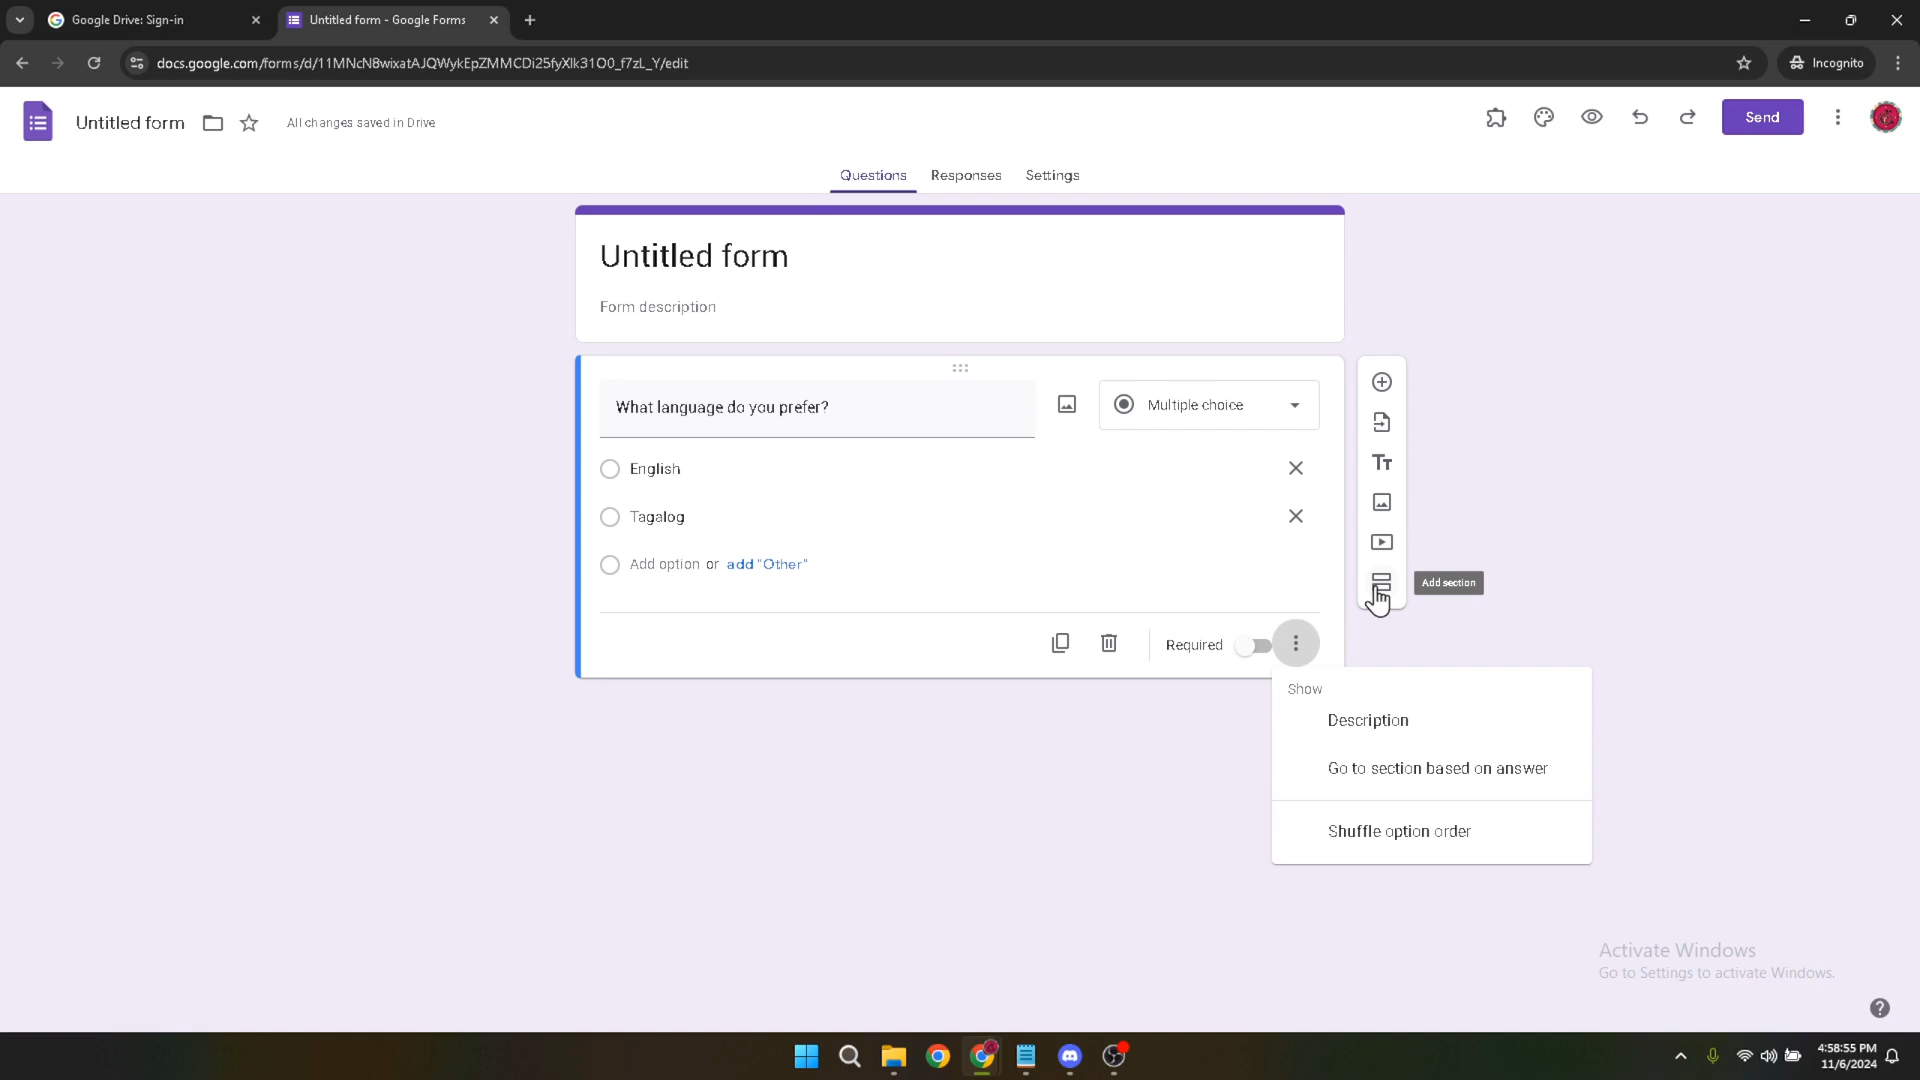 Google Drive: Sign-in
Untitled form - Google Forms
docs.google.com/forms/d/11MNcN8wixatAJQWykEpZMMCDi25fyXlk31O0_f7zL_Y/edit
Incognito
Untitled form
All changes saved in Drive
Send
Questions
Responses
Settings
Untitled form
Form description
What language do you prefer?
Multiple choice
English
Tagalog
Add option or add "Other"
Add section
Required
Show
Description
Go to section based on answer
Shuffle option order
Activate Windows
Go to Settings to activate Windows.
4:58:55 PM
11/6/2024